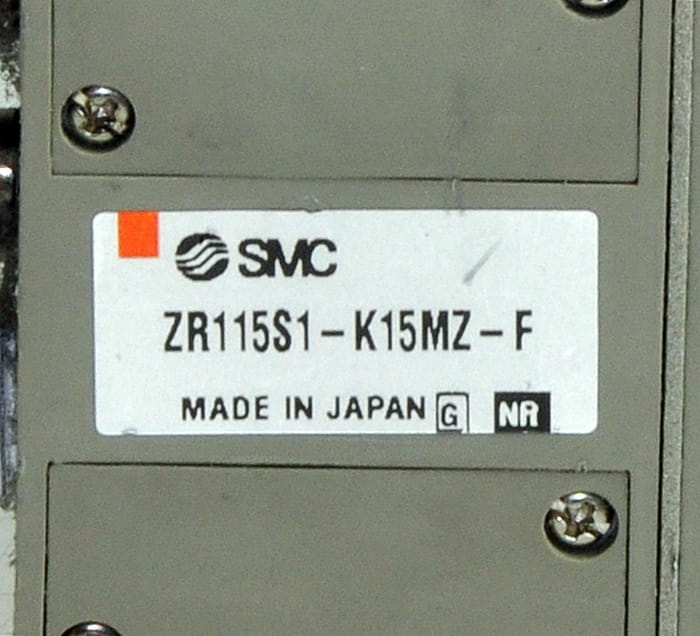 SMC
ZR115S1-K15MZ-F
MADE IN JAPAN G NR